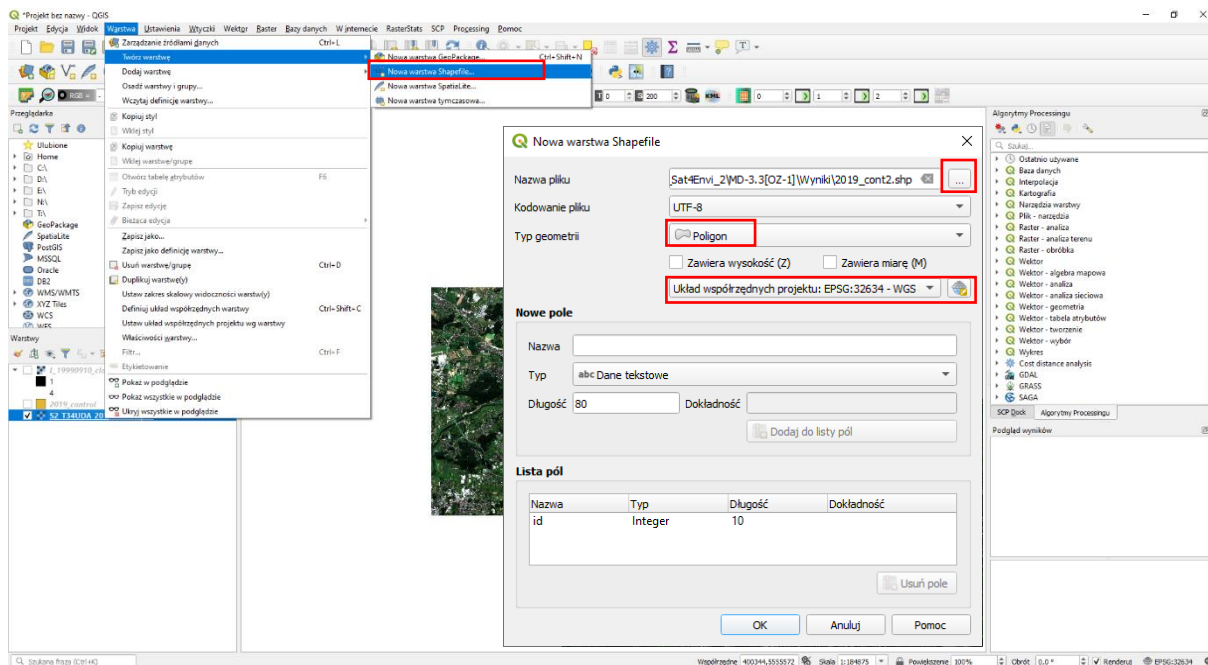 *Projekt bez nazwy - QGIS
Projekt Edycja Widok Warstwa Ustawienia Wtyczki Wektor Raster Bazy danych W internecie RasterStats SCP Processing Pomoc
Zarządzanie źródłami danych Ctrl+L
Twórz warstwę
Dodaj warstwę
Osadź warstwy i grupy...
Wczytaj definicję warstwy...
Kopiuj styl
Wklej styl
Kopiuj warstwę
Wklej warstwę/grupę
Otwórz tabelę atrybutów F6
Tryb edycji
Zapisz edycję
Bieżąca edycja
Zapisz jako...
Zapisz jako definicję warstwy...
Usuń warstwę/grupę Ctrl+D
Duplikuj warstwę(y)
Ustaw zakres skalowy widoczności warstw(y)
Definiuj układ współrzędnych warstwy Ctrl+Shift+C
Ustaw układ współrzędnych projektu wg warstwy
Właściwości warstwy...
Filtr... Ctrl+F
Etykietowanie
Pokaż w podglądzie
Pokaż wszystkie w podglądzie
Ukryj wszystkie w podglądzie
Nowa warstwa GeoPackage... Ctrl+Shift+N
Nowa warstwa Shapefile...
Nowa warstwa SpatiaLite...
Nowa warstwa tymczasowa...
RGB =
0 200 KML 0 1 2
Przeglądarka
Ulubione
Home
C:\
D:\
E:\
N:\
T:\
GeoPackage
SpatiaLite
PostGIS
MSSQL
Oracle
DB2
WMS/WMTS
XYZ Tiles
WCS
WFS
Warstwy
1
4
2019_control
S2_T34UDA_20
Nowa warstwa Shapefile
Nazwa pliku Sat4Envi_2\MD-3.3[OZ-1]\Wyniki\2019_cont2.shp ...
Kodowanie pliku UTF-8
Typ geometrii Poligon
Zawiera wysokość (Z) Zawiera miarę (M)
Układ współrzędnych projektu: EPSG:32634 - WGS
Nowe pole
Nazwa
Typ abc Dane tekstowe
Długość 80 Dokładność
Dodaj do listy pól
Lista pól
Nazwa Typ Długość Dokładność
id Integer 10
Usuń pole
OK Anuluj Pomoc
Algorytmy Processingu
Szukaj...
Ostatnio używane
Baza danych
Interpolacja
Kartografia
Narzędzia warstwy
Plik - narzędzia
Raster - analiza
Raster - analiza terenu
Raster - obróbka
Wektor
Wektor - algebra mapowa
Wektor - analiza
Wektor - analiza sieciowa
Wektor - geometria
Wektor - tabela atrybutów
Wektor - tworzenie
Wektor - wybór
Wykres
Cost distance analysis
GDAL
GRASS
SAGA
SCP Dock Algorytmy Processingu
Podgląd wyników
Szukana fraza (Ctrl+K) Współrzędne 400344,5555572 Skala 1:184875 Powiększenie 100% Obrót 0,0 ° Renderuj EPSG:32634